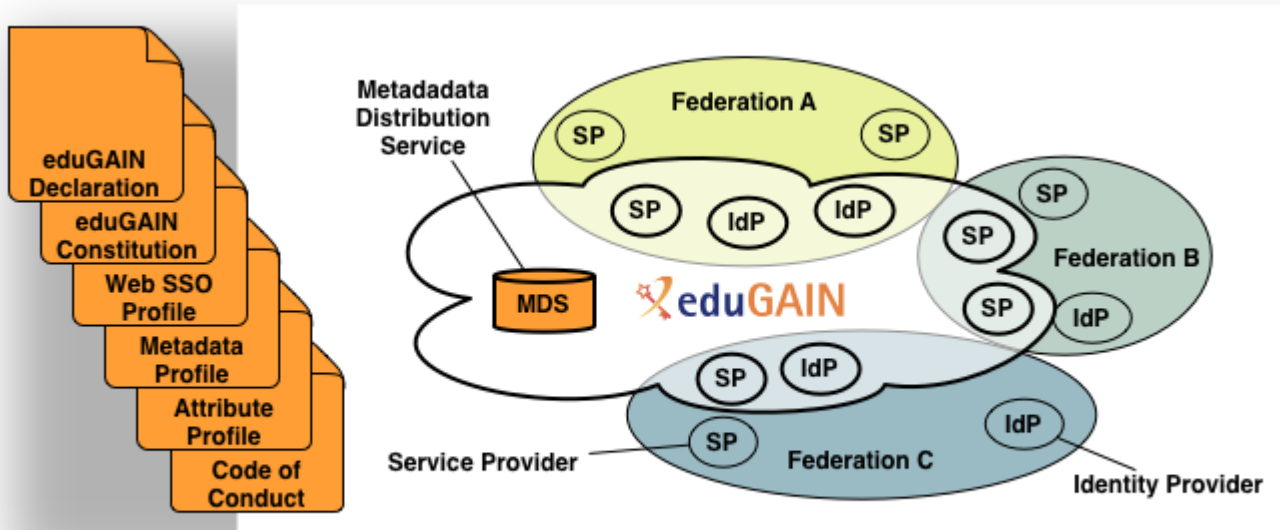 eduGAIN
Declaration
eduGAIN
Constitution
Web SSO
Profile
Metadata
Profile
Attribute
Profile
Code of
Conduct
Metadadata
Distribution
Service
MDS
eduGAIN
Federation A
SP
SP
SP
IdP
IdP
Federation B
SP
SP
SP
IdP
SP
IdP
SP
IdP
Federation C
Service Provider
Identity Provider